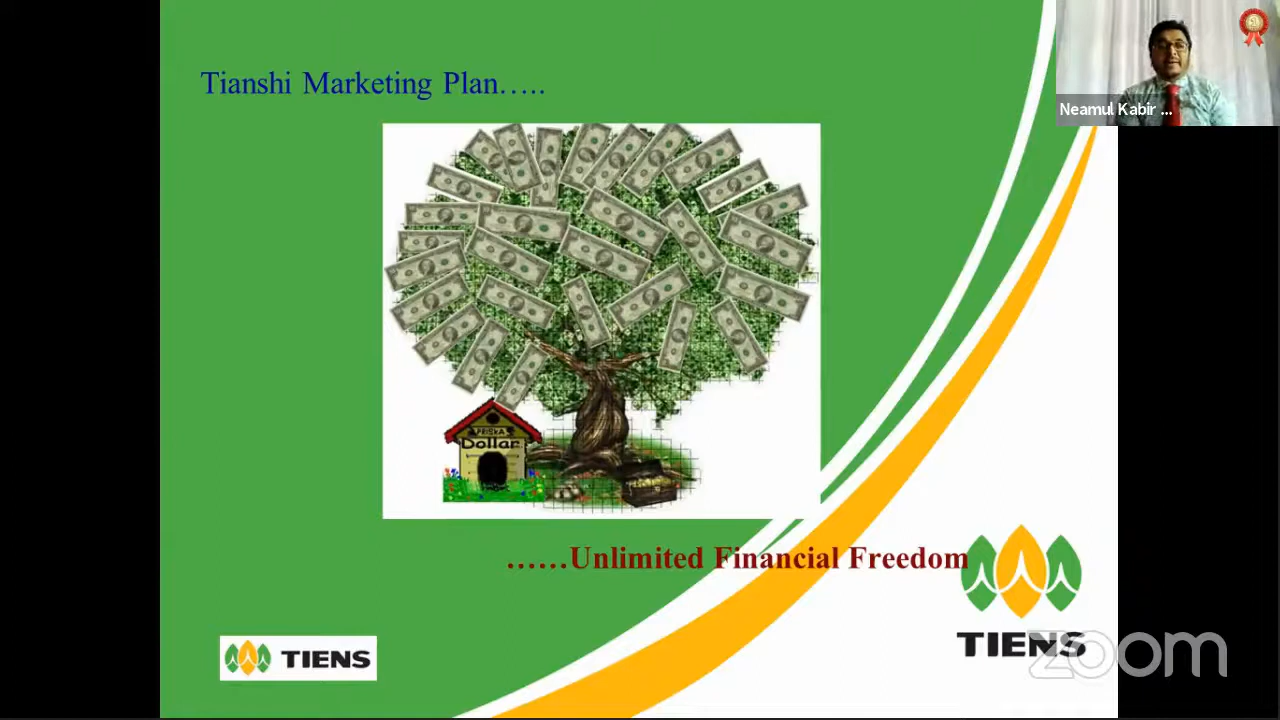 Tianshi Marketing Plan.....
Neamul Kabir ...
Dollar
......Unlimited Financial Freedom
TIENS
TIENS
zoom